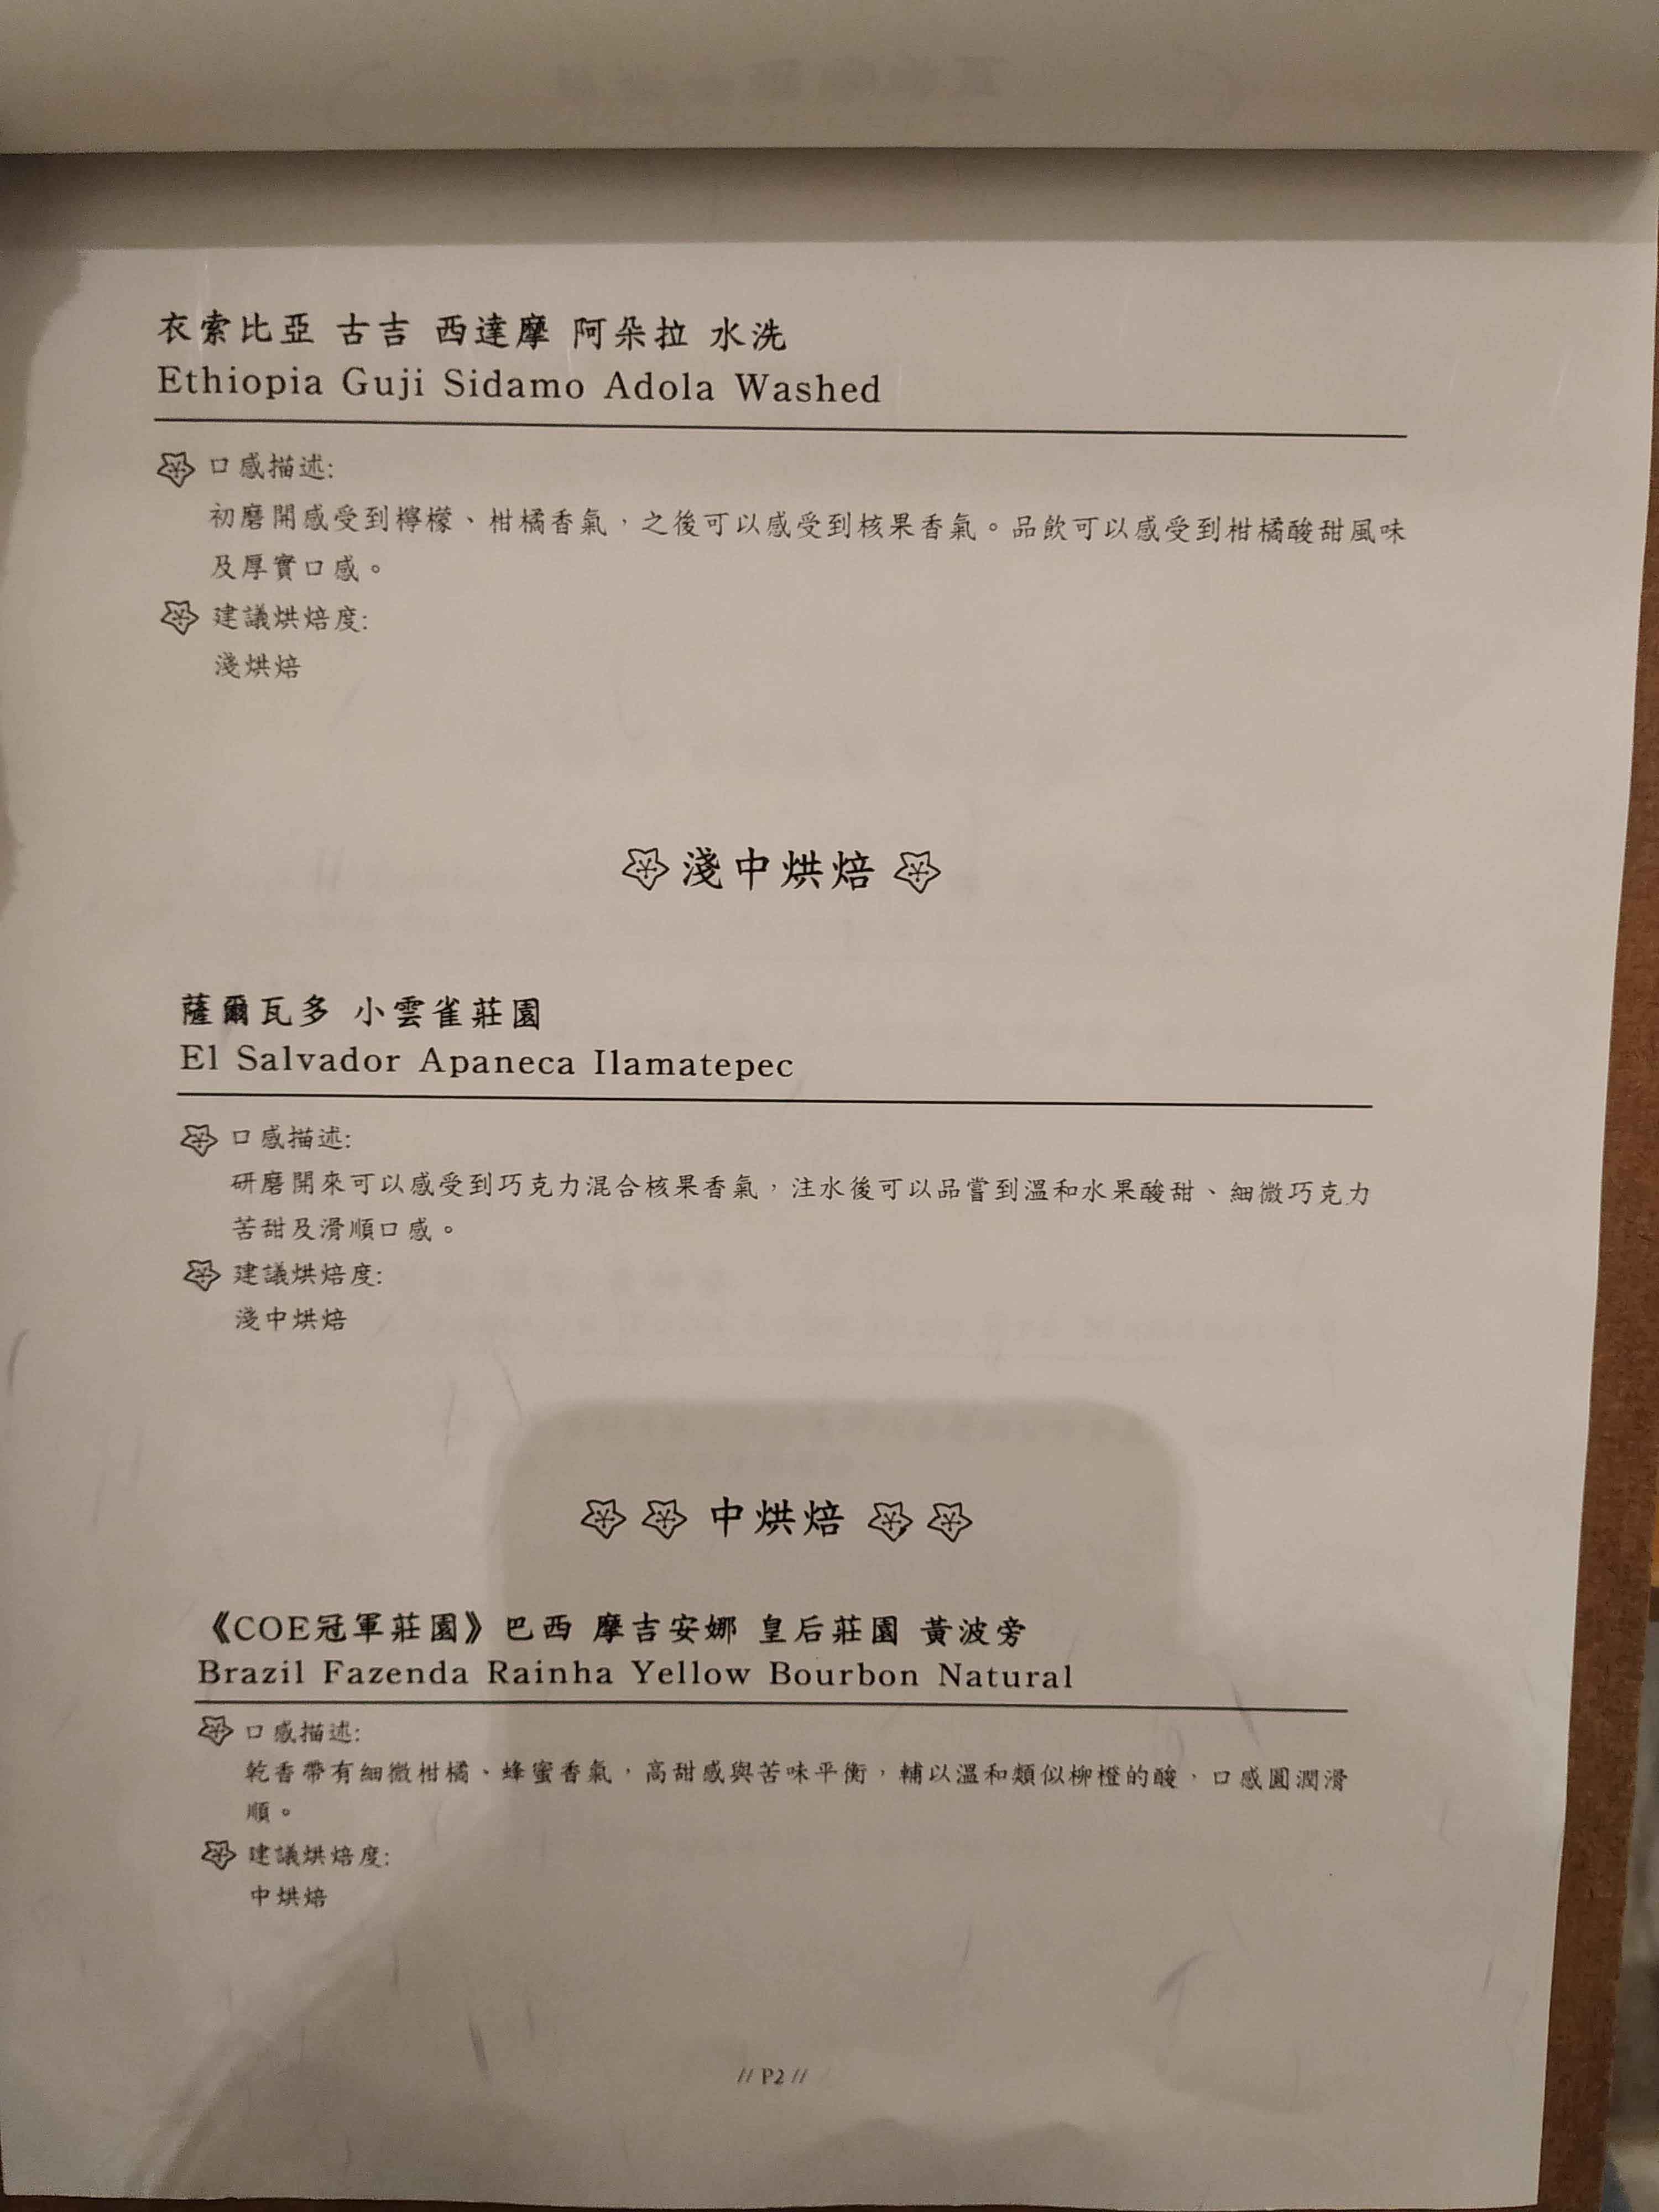 衣索比亞 古吉 西達摩 阿朵拉 水洗
Ethiopia Guji Sidamo Adola Washed
口感描述:
初磨開感受到檸檬、柑橘香氣，之後可以感受到核果香氣。品飲可以感受到柑橘酸甜風味
及厚實口感。
建議烘焙度:
淺烘焙
淺中烘焙
薩爾瓦多 小雲雀莊園
El Salvador Apaneca Ilamatepec
口感描述:
研磨開來可以感受到巧克力混合核果香氣，注水後可以品嘗到溫和水果酸甜、細微巧克力
苦甜及滑順口感。
建議烘焙度:
淺中烘焙
中烘焙
《COE冠軍莊園》巴西 摩吉安娜 皇后莊園 黃波旁
Brazil Fazenda Rainha Yellow Bourbon Natural
口感描述:
乾香帶有細微柑橘、蜂蜜香氣，高甜感與苦味平衡，輔以溫和類似柳橙的酸，口感圓潤滑
順。
建議烘焙度:
中烘焙
// P2 //